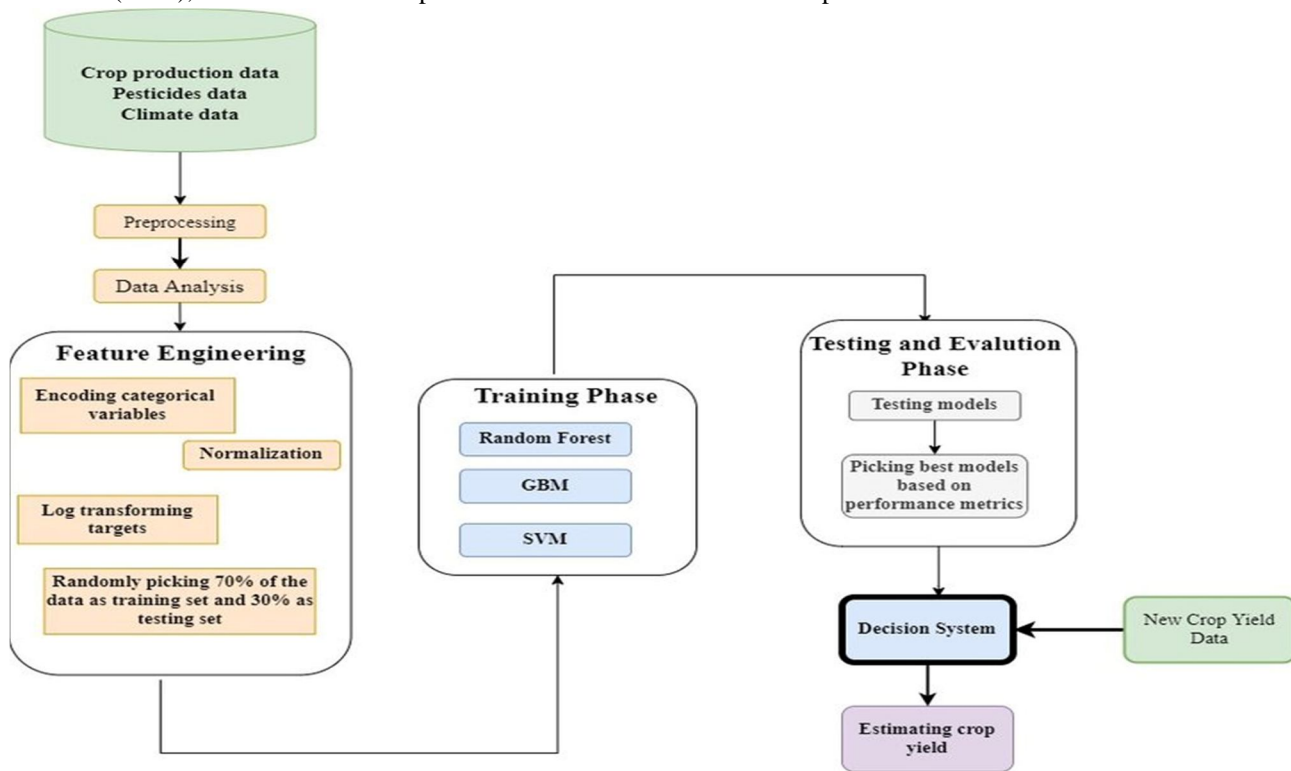 Crop production data
Pesticides data
Climate data
Preprocessing
Data Analysis
Feature Engineering
Encoding categorical
variables
Normalization
Log transforming
targets
Randomly picking 70% of the
data as training set and 30% as
testing set
Training Phase
Random Forest
GBM
SVM
Testing and Evalution
Phase
Testing models
Picking best models
based on
performance metrics
Decision System
New Crop Yield
Data
Estimating crop
yield